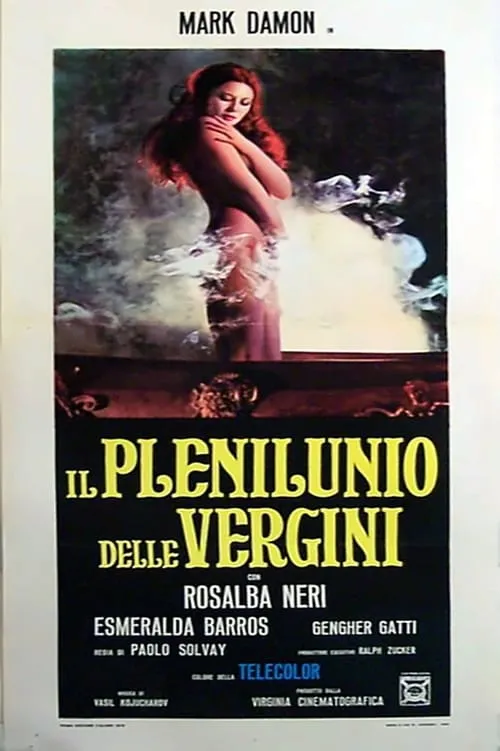 MARK DAMON IN
IL PLENILUNIO
DELLE VERGINI
CON
ROSALBA NERI
ESMERALDA BARROS GENGHER GATTI
REGIA DI PAOLO SOLVAY PRODUTTORE ESECUTIVO RALPH ZUCKER
COLORE DELLA TELECOLOR
MUSICA DI PRODOTTO DALLA
VASIL KOJUCHAROV VIRGINIA CINEMATOGRAFICA